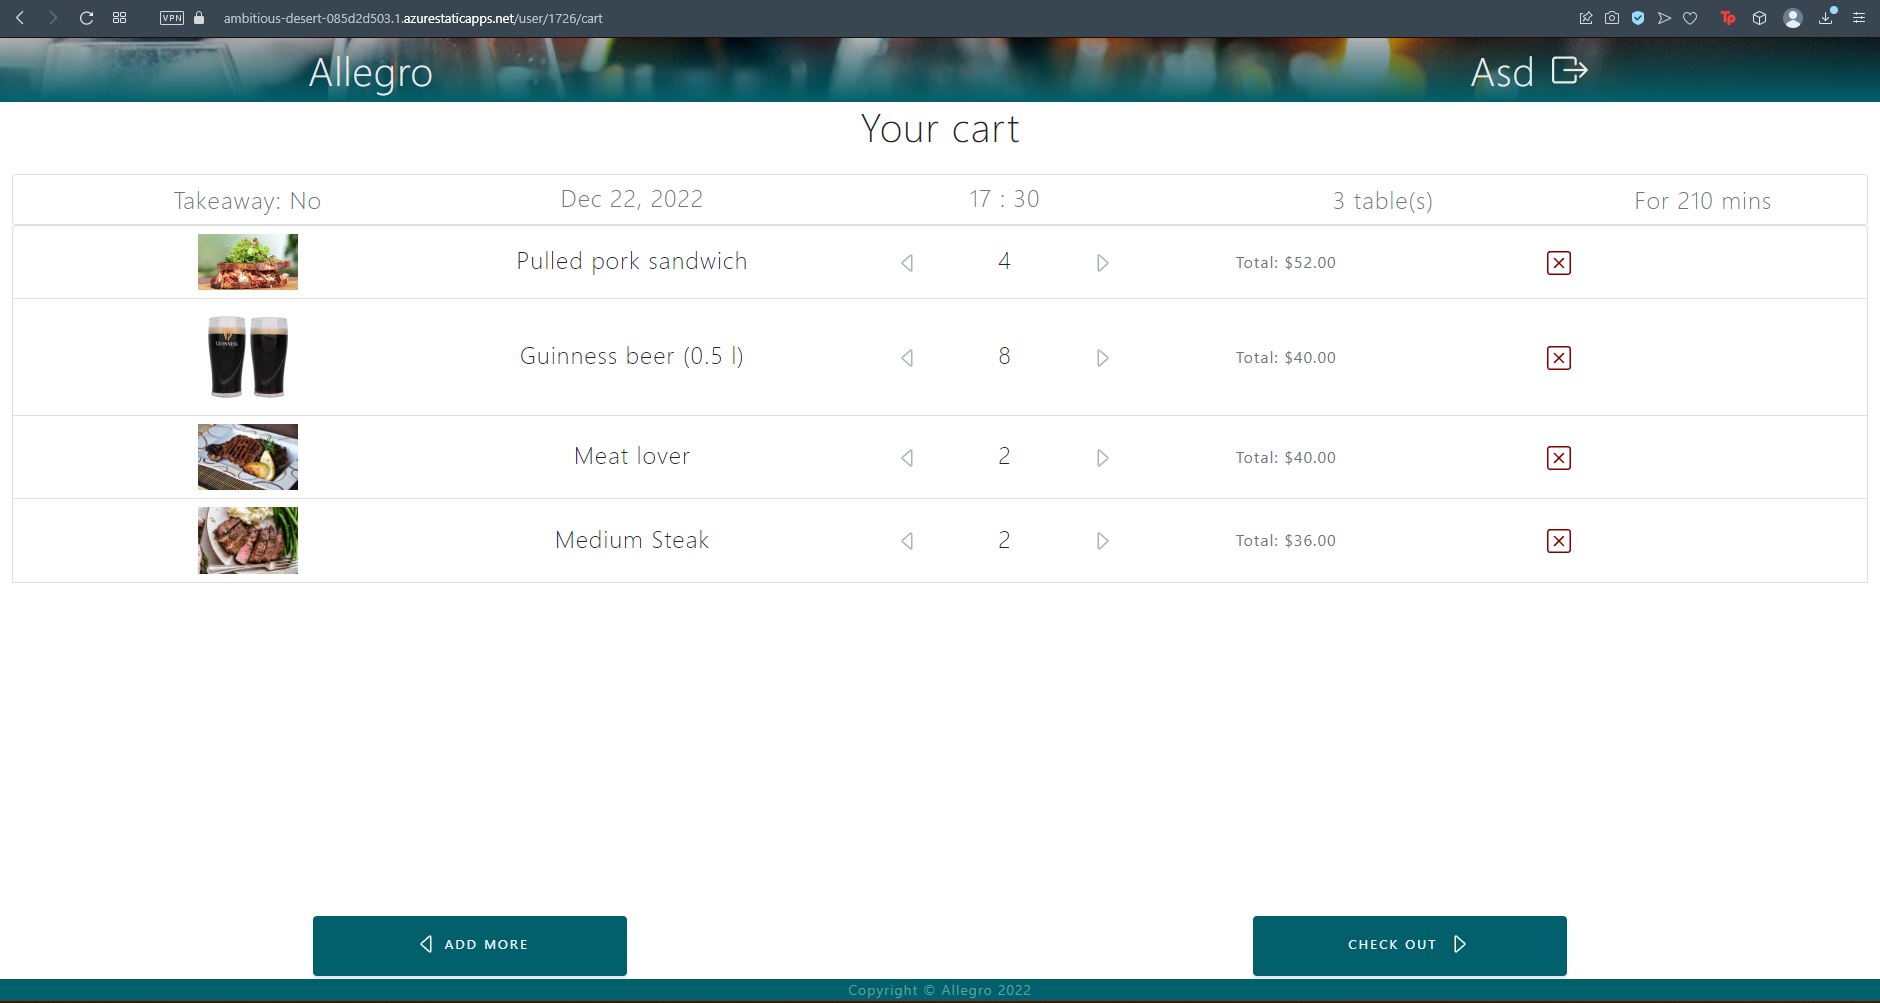 VPN ambitious-desert-085d2d503.1.azurestaticapps.net/user/1726/cart Tp
Allegro Asd
Your cart
Takeaway: No Dec 22, 2022 17 : 30 3 table(s) For 210 mins
Pulled pork sandwich 4 Total: $52.00
GUINNESS
Guinness beer (0.5 l) 8 Total: $40.00
Meat lover 2 Total: $40.00
Medium Steak 2 Total: $36.00
ADD MORE CHECK OUT
Copyright © Allegro 2022